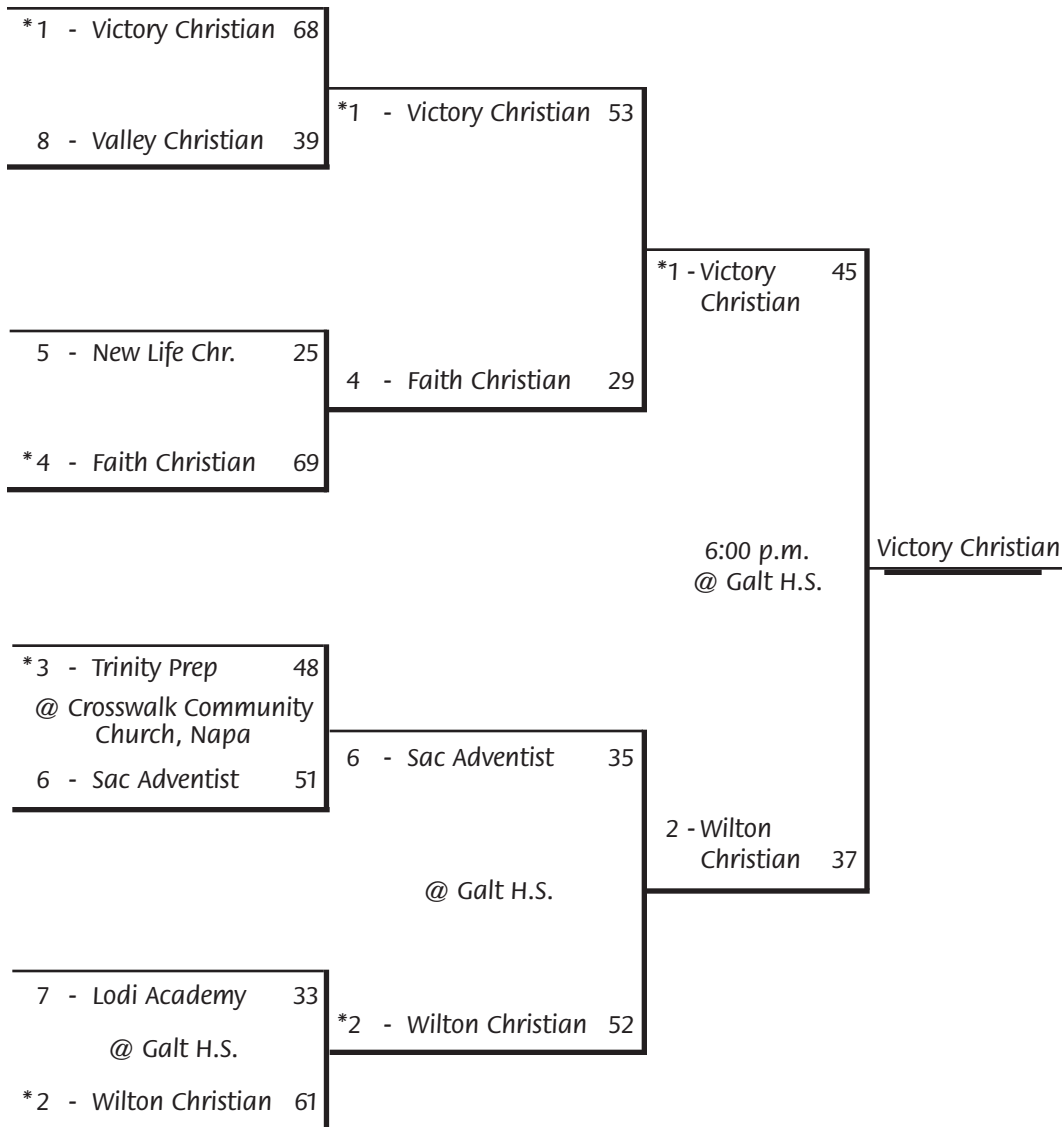 *1 - Victory Christian 68
8 - Valley Christian 39
*1 - Victory Christian 53
5 - New Life Chr. 25
*4 - Faith Christian 69
4 - Faith Christian 29
*1 - Victory Christian 45
*3 - Trinity Prep 48
@ Crosswalk Community
Church, Napa
6 - Sac Adventist 51
6 - Sac Adventist 35
@ Galt H.S.
7 - Lodi Academy 33
@ Galt H.S.
*2 - Wilton Christian 61
*2 - Wilton Christian 52
2 - Wilton
Christian 37
6:00 p.m.
@ Galt H.S.
Victory Christian